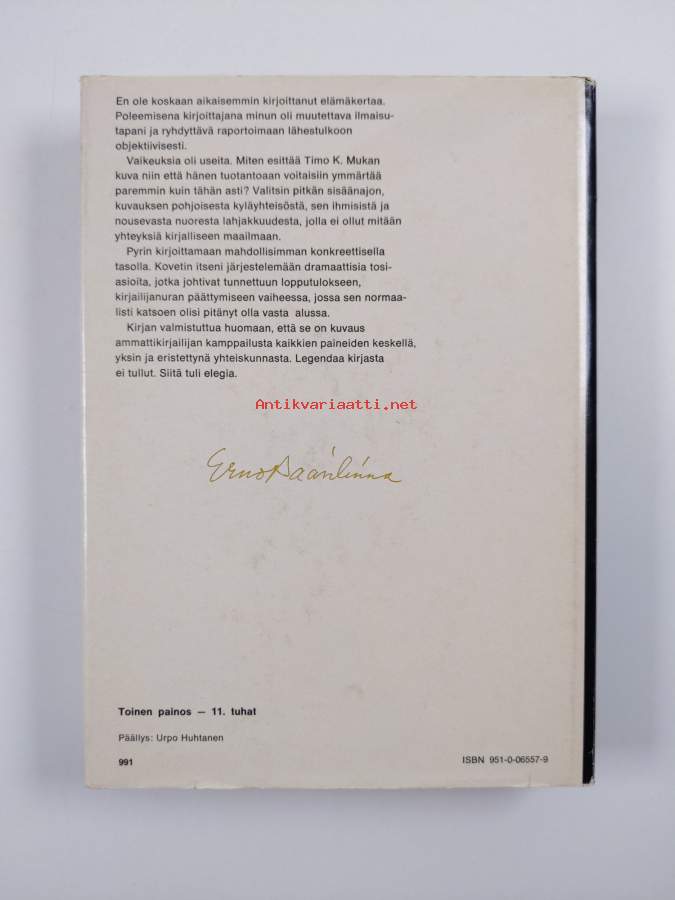 En ole koskaan aikaisemmin kirjoittanut elämäkertaa.
Poleemisena kirjoittajana minun oli muutettava ilmaisu-
tapani ja ryhdyttävä raportoimaan lähestulkoon
objektiivisesti.
Vaikeuksia oli useita. Miten esittää Timo K. Mukan
kuva niin että hänen tuotantoaan voitaisiin ymmärtää
paremmin kuin tähän asti? Valitsin pitkän sisäänajon,
kuvauksen pohjoisesta kyläyhteisöstä, sen ihmisistä ja
nousevasta nuoresta lahjakkuudesta, jolla ei ollut mitään
yhteyksiä kirjalliseen maailmaan.
Pyrin kirjoittamaan mahdollisimman konkreettisella
tasolla. Kovetin itseni järjestelemään dramaattisia tosi-
asioita, jotka johtivat tunnettuun lopputulokseen,
kirjailijanuran päättymiseen vaiheessa, jossa sen normaa-
listi katsoen olisi pitänyt olla vasta alussa.
Kirjan valmistuttua huomaan, että se on kuvaus
ammattikirjailijan kamppailusta kaikkien paineiden keskellä,
yksin ja eristettynä yhteiskunnasta. Legendaa kirjasta
ei tullut. Siitä tuli elegia.
Antikvariaatti.net
Erno Paasilinna
Toinen painos — 11. tuhat
Päällys: Urpo Huhtanen
991
ISBN 951-0-06557-9